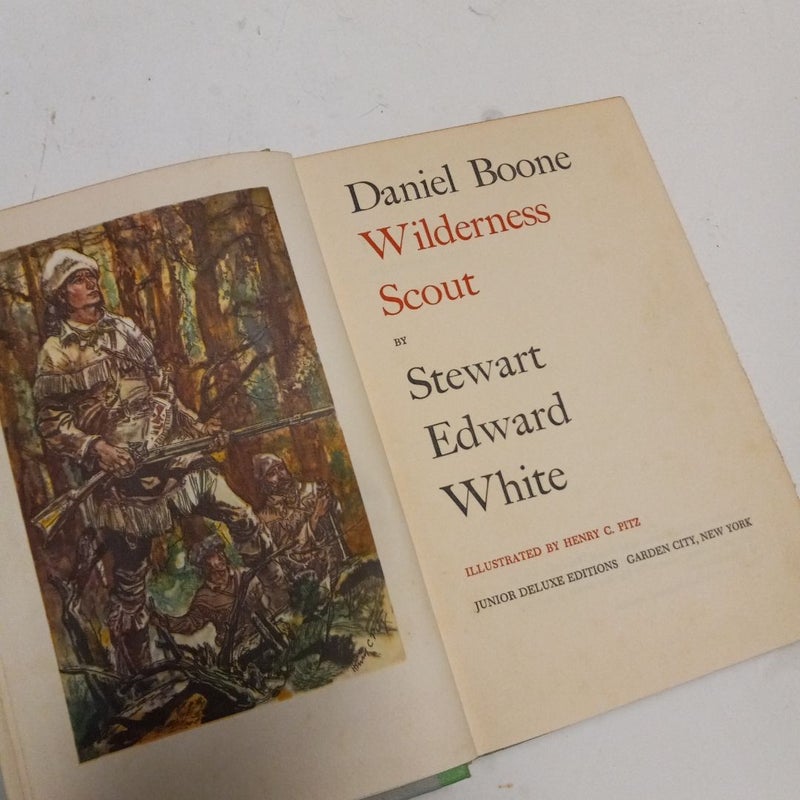 Daniel Boone
Wilderness
Scout
BY
Stewart
Edward
White
ILLUSTRATED BY HENRY C. PITZ
JUNIOR DELUXE EDITIONS GARDEN CITY, NEW YORK